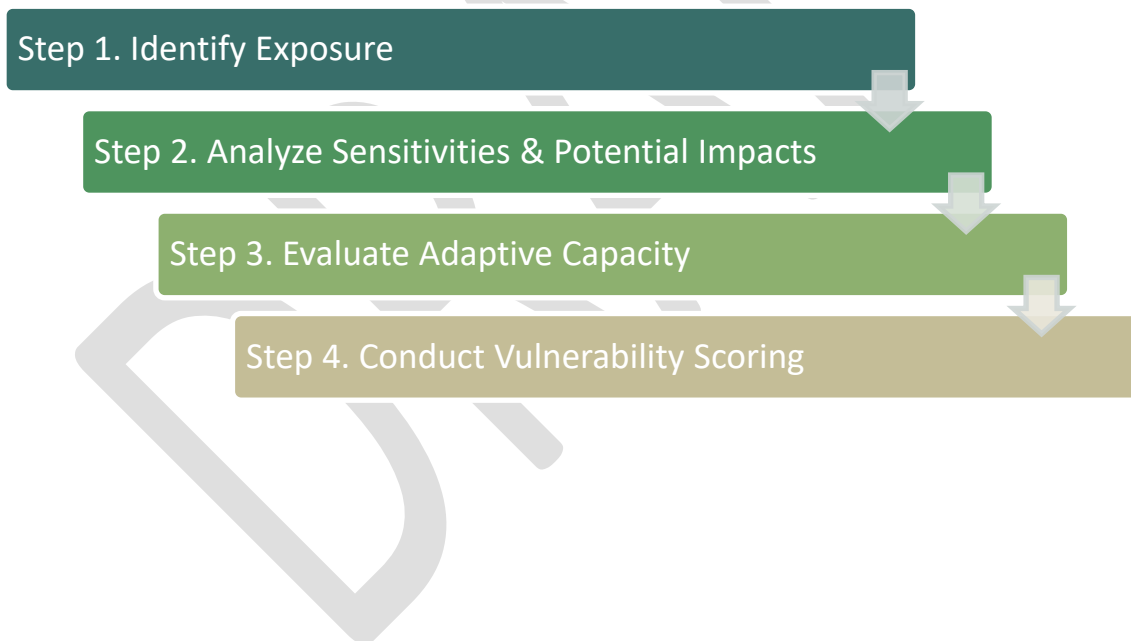 Step 1. Identify Exposure
Step 2. Analyze Sensitivities & Potential Impacts
Step 3. Evaluate Adaptive Capacity
Step 4. Conduct Vulnerability Scoring